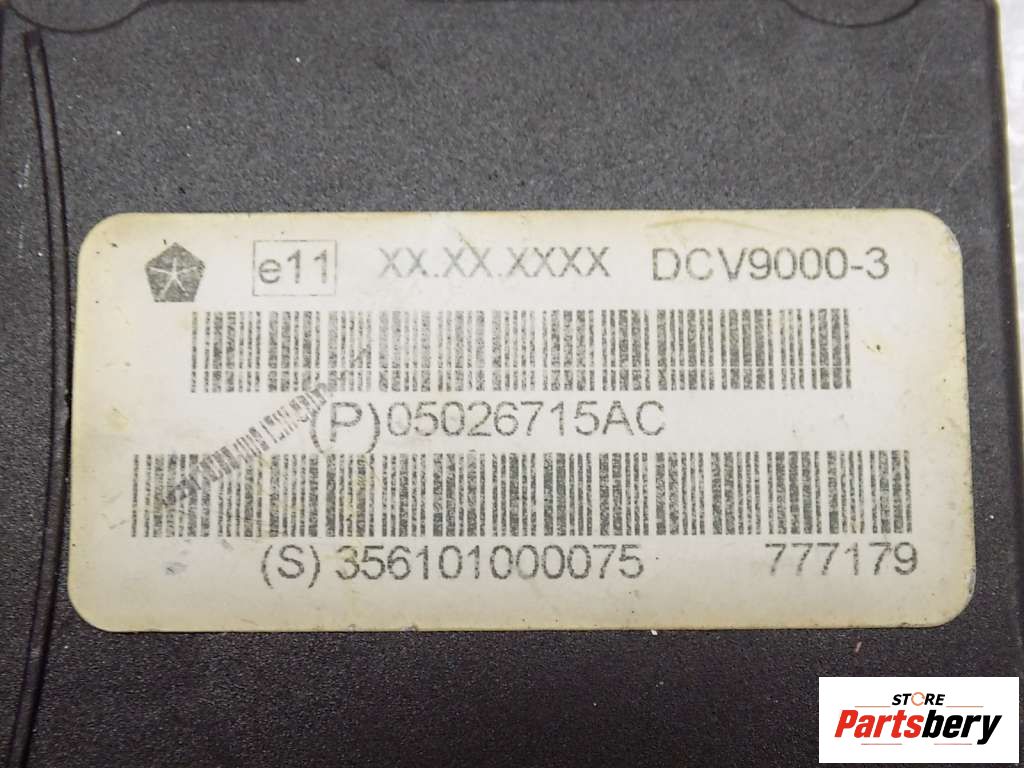 e11 XX.XX.XXXX DCV9000-3
(P)05026715AC
(S) 356101000075 777179
STORE
Partsbery